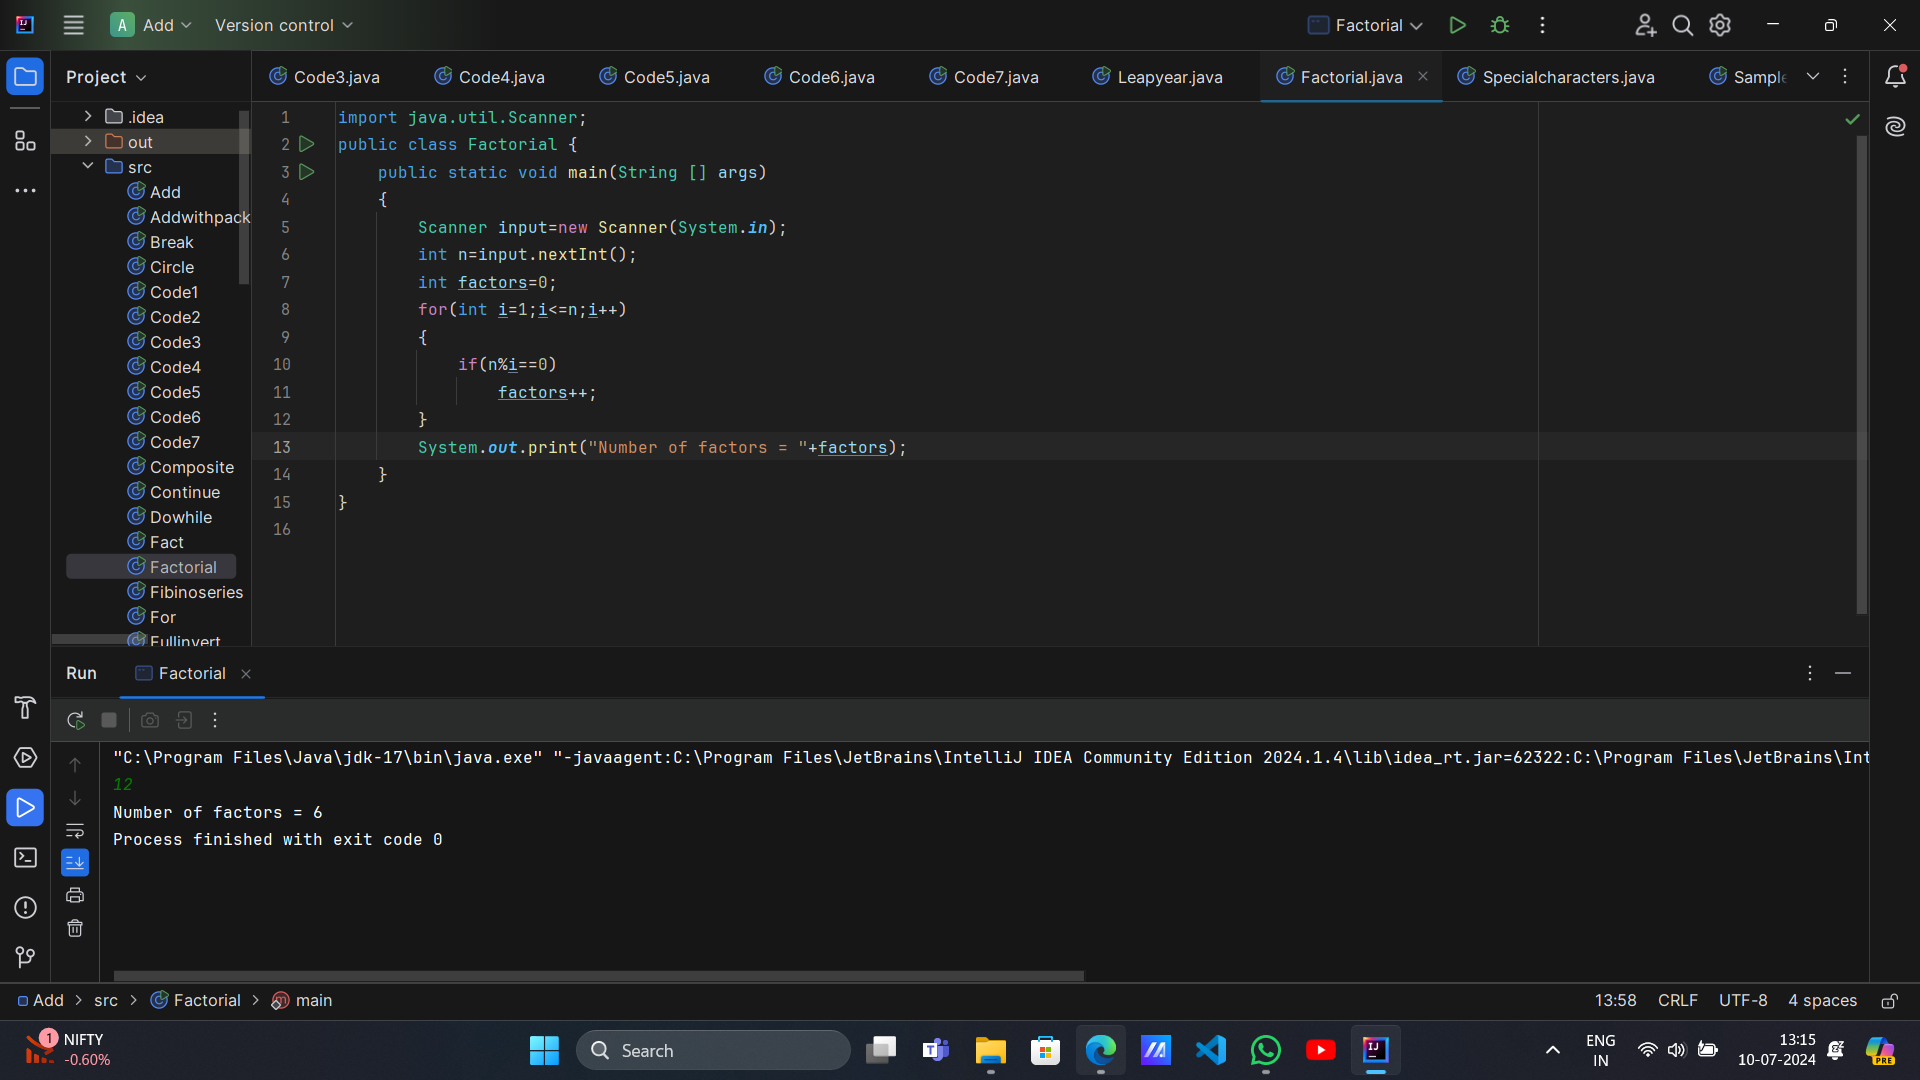 A Add Version control Factorial
Project
Code3.java Code4.java Code5.java Code6.java Code7.java Leapyear.java Factorial.java Specialcharacters.java
.idea
out
src
Add
Addwithpack
Break
Circle
Code1
Code2
Code3
Code4
Code5
Code6
Code7
Composite
Continue
Dowhile
Fact
Factorial
Fibinoseries
For
Fullinvert
1 import java.util.Scanner;
2 public class Factorial {
3 public static void main(String [] args)
4 {
5 Scanner input=new Scanner(System.in);
6 int n=input.nextInt();
7 int factors=0;
8 for(int i=1;i<=n;i++)
9 {
10 if(n%i==0)
11 factors++;
12 }
13 System.out.print("Number of factors = "+factors);
14 }
15 }
16
Run Factorial
"C:\Program Files\Java\jdk-17\bin\java.exe" "-javaagent:C:\Program Files\JetBrains\IntelliJ IDEA Community Edition 2024.1.4\lib\idea_rt.jar=62322:C:\Program Files\JetBrains\Int
12
Number of factors = 6
Process finished with exit code 0
Add > src > Factorial > main 13:58 CRLF UTF-8 4 spaces
1 NIFTY
-0.60%
Search
ENG
IN
13:15
10-07-2024
PRE